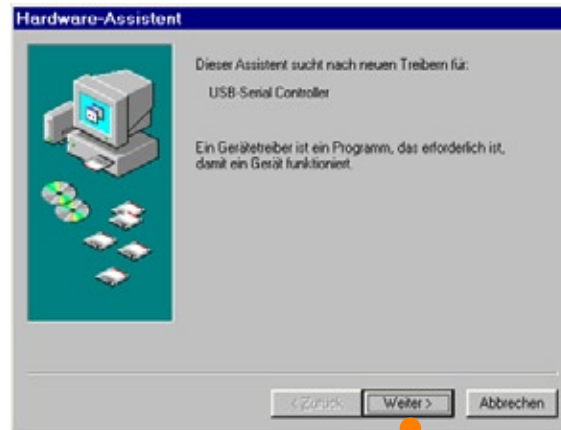 Hardware-Assistent
Dieser Assistent sucht nach neuen Treibern für:
USB-Serial Controller
Ein Gerätetreiber ist ein Programm, das erforderlich ist,
damit ein Gerät funktioniert.
< Zurück Weiter > Abbrechen